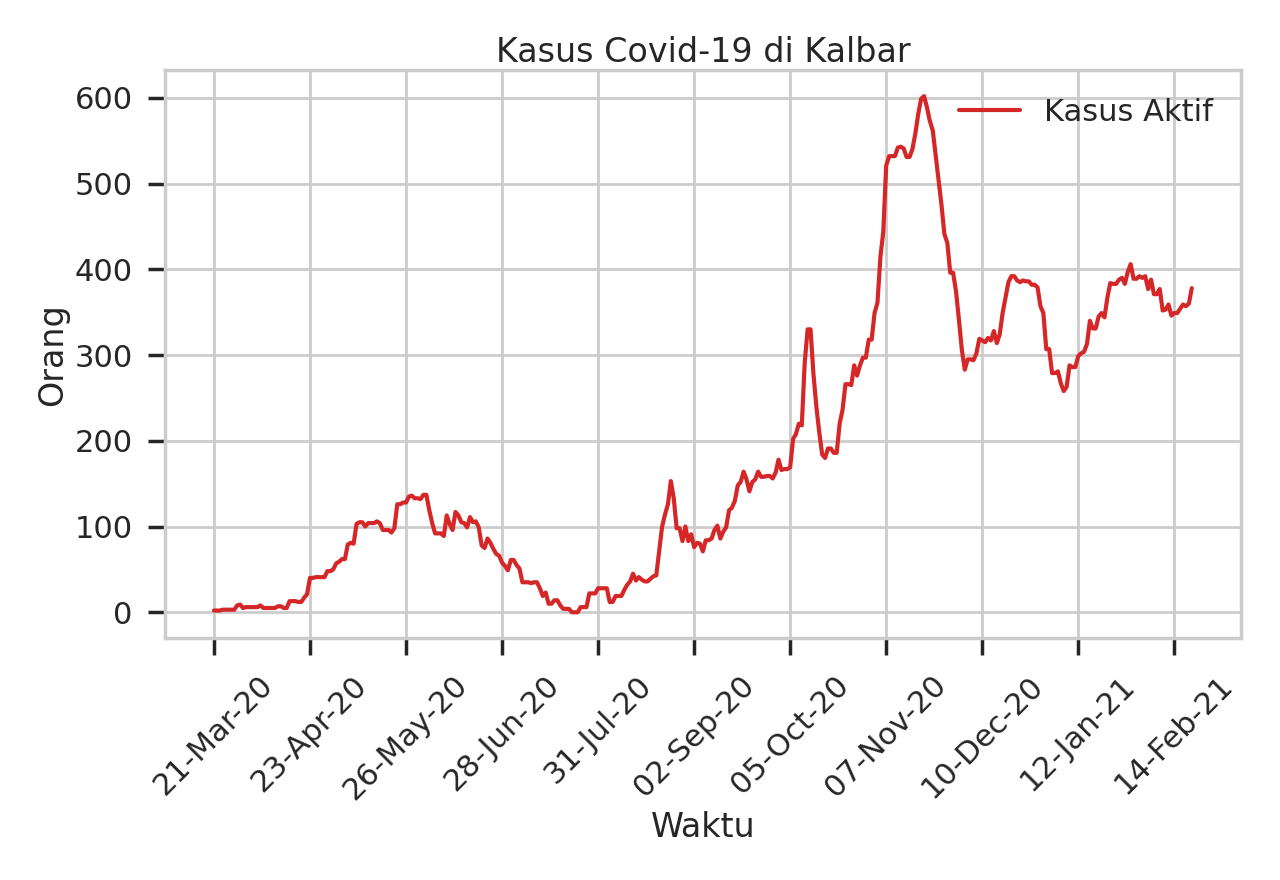 Kasus Covid-19 di Kalbar
Kasus Aktif
Orang
600
500
400
300
200
100
0
21-Mar-20
23-Apr-20
26-May-20
28-Jun-20
31-Jul-20
02-Sep-20
05-Oct-20
07-Nov-20
10-Dec-20
12-Jan-21
14-Feb-21
Waktu